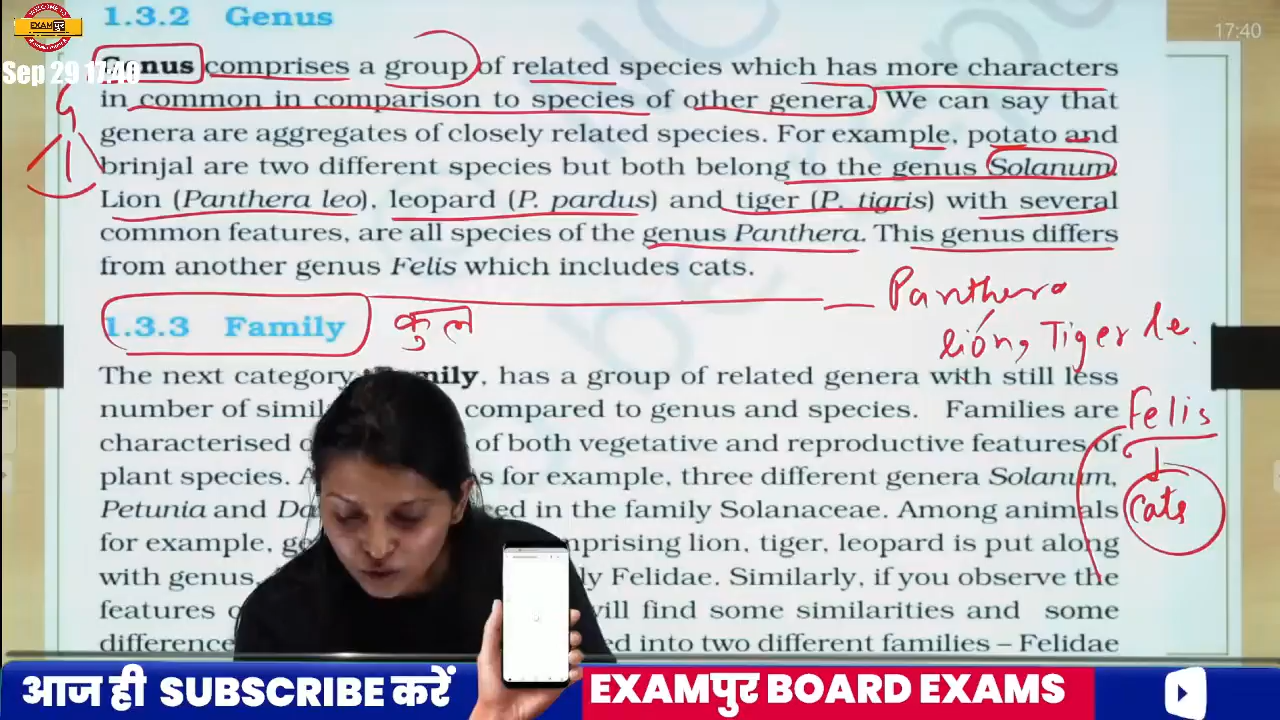 WELCOME TO
EXAMपुर
17:40
Sep 29 17:40
1.3.2 Genus
Genus comprises a group of related species which has more characters
in common in comparison to species of other genera. We can say that
genera are aggregates of closely related species. For example, potato and
brinjal are two different species but both belong to the genus Solanum.
Lion (Panthera leo), leopard (P. pardus) and tiger (P. tigris) with several
common features, are all species of the genus Panthera. This genus differs
from another genus Felis which includes cats.
G
Panthera
lion, Tiger le.
1.3.3 Family कुल
The next category, Family, has a group of related genera with still less
number of compared to genus and species. Families are
characterised of both vegetative and reproductive features of
plant species. for example, three different genera Solanum,
Petunia and in the family Solanaceae. Among animals
for example, comprising lion, tiger, leopard is put along
with genus, Felidae. Similarly, if you observe the
features will find some similarities and some
into two different families – Felidae
Felis
cats
आज ही SUBSCRIBE करें
EXAMपुर BOARD EXAMS